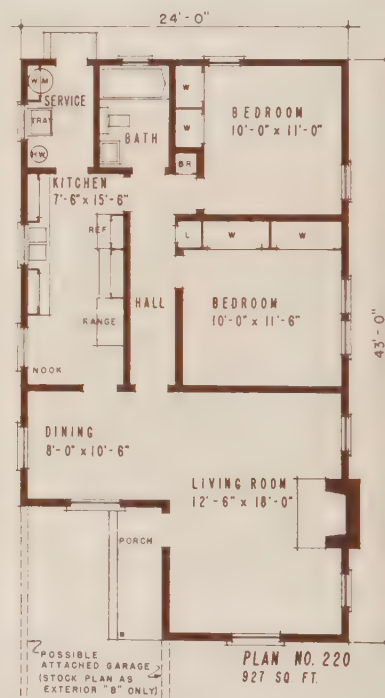 24'-0"
W M
SERVICE
TRAY
H W
BATH
W
W
BR
BEDROOM
10'-0" x 11'-0"
KITCHEN
7'-6" x 15'-6"
REF
L
W
W
HALL
BEDROOM
10'-0" x 11'-6"
RANGE
NOOK
43'-0"
DINING
8'-0" x 10'-6"
LIVING ROOM
12'-6" x 18'-0"
PORCH
POSSIBLE
ATTACHED GARAGE
(STOCK PLAN AS
EXTERIOR "B" ONLY)
PLAN NO. 220
927 SQ FT.